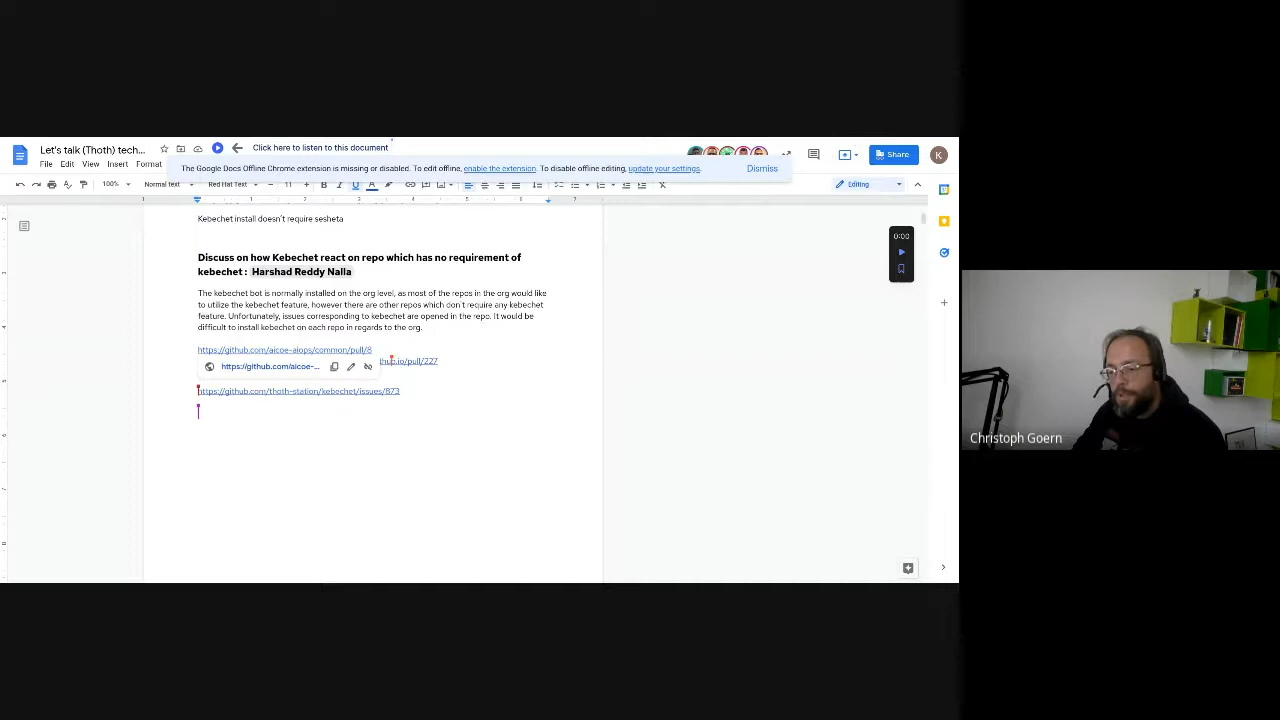 Let's talk (Thoth) tech...
Click here to listen to this document
Share
K
File Edit View Insert Format
The Google Docs Offline Chrome extension is missing or disabled. To edit offline, enable the extension. To disable offline editing, update your settings.
Dismiss
100%
Normal text
Red Hat Text
11
Editing
Kebechet install doesn't require sesheta
0:00
Discuss on how Kebechet react on repo which has no requirement of
kebechet : Harshad Reddy Nalla
The kebechet bot is normally installed on the org level, as most of the repos in the org would like
to utilize the kebechet feature, however there are other repos which don't require any kebechet
feature. Unfortunately, issues corresponding to kebechet are opened in the repo. It would be
difficult to install kebechet on each repo in regards to the org.
https://github.com/aicoe-aiops/common/pull/8
thub.io/pull/227
https://github.com/aicoe-...
https://github.com/thoth-station/kebechet/issues/873
Christoph Goern